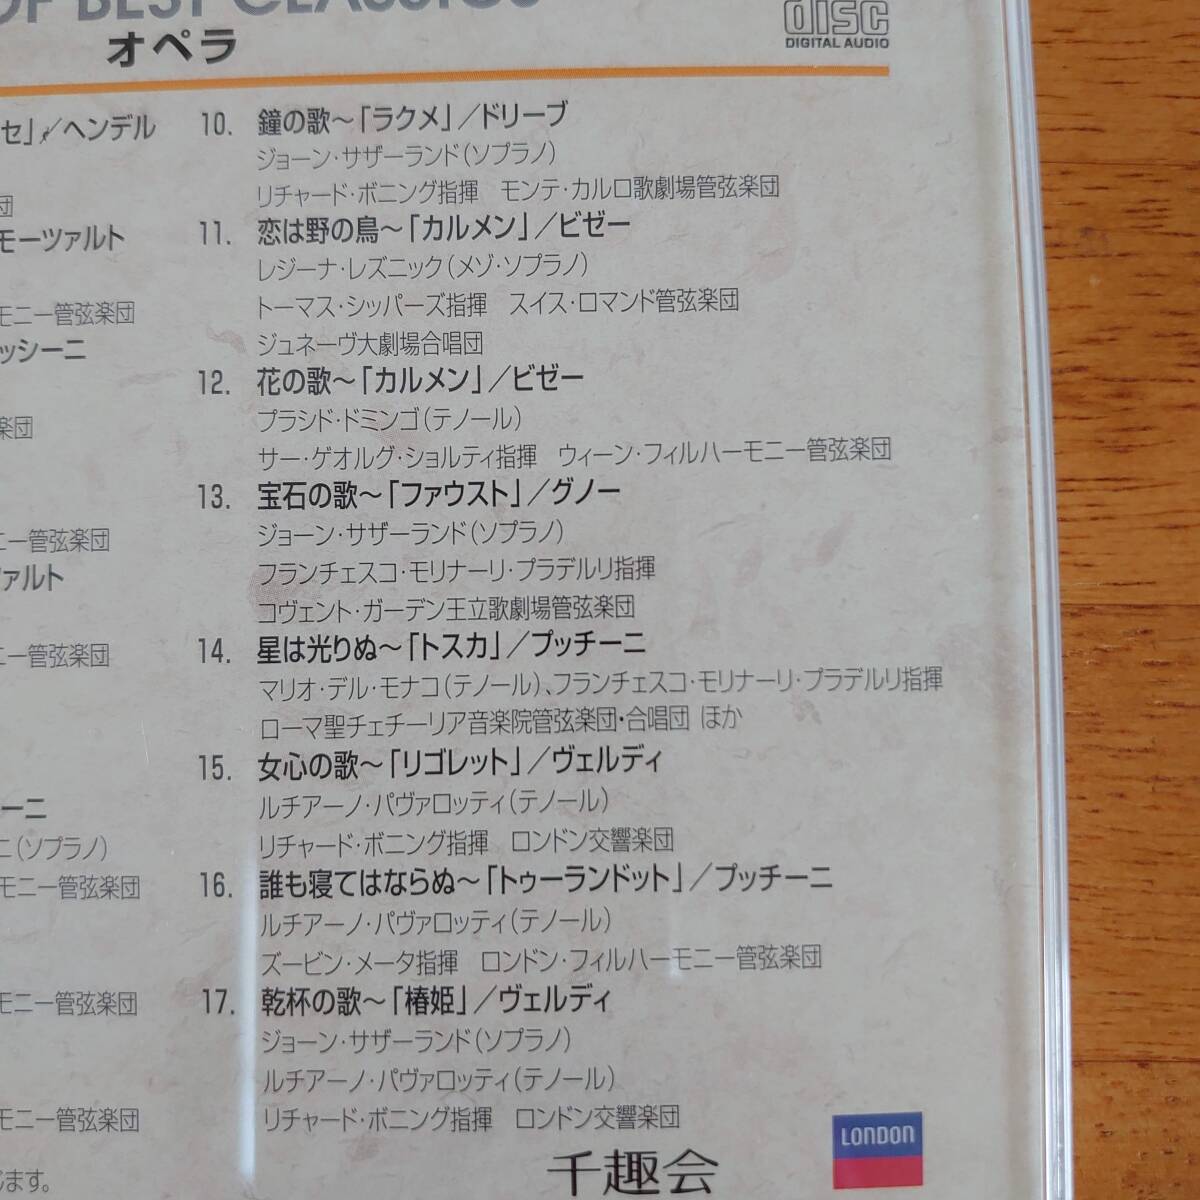 OF BEST CLASSICS
オペラ
disc
DIGITAL AUDIO
セ」/ヘンデル
団
モーツァルト
モニー管弦楽団
ッシーニ
楽団
ニー管弦楽団
ァルト
ニー管弦楽団
ーニ
ニ(ソプラノ)
モニー管弦楽団
モニー管弦楽団
モニー管弦楽団
じます。
10. 鐘の歌~「ラクメ」/ドリーブ
ジョーン・サザーランド(ソプラノ)
リチャード・ボニング指揮 モンテ・カルロ歌劇場管弦楽団
11. 恋は野の鳥~「カルメン」/ビゼー
レジーナ・レズニック(メゾ・ソプラノ)
トーマス・シッパーズ指揮 スイス・ロマンド管弦楽団
ジュネーヴ大劇場合唱団
12. 花の歌~「カルメン」/ビゼー
プラシド・ドミンゴ(テノール)
サー・ゲオルグ・ショルティ指揮 ウィーン・フィルハーモニー管弦楽団
13. 宝石の歌~「ファウスト」/グノー
ジョーン・サザーランド(ソプラノ)
フランチェスコ・モリナーリ・プラデルリ指揮
コヴェント・ガーデン王立歌劇場管弦楽団
14. 星は光りぬ~「トスカ」/プッチーニ
マリオ・デル・モナコ(テノール)、フランチェスコ・モリナーリ・プラデルリ指揮
ローマ聖チェチーリア音楽院管弦楽団・合唱団 ほか
15. 女心の歌~「リゴレット」/ヴェルディ
ルチアーノ・パヴァロッティ(テノール)
リチャード・ボニング指揮 ロンドン交響楽団
16. 誰も寝てはならぬ~「トゥーランドット」/プッチーニ
ルチアーノ・パヴァロッティ(テノール)
ズービン・メータ指揮 ロンドン・フィルハーモニー管弦楽団
17. 乾杯の歌~「椿姫」/ヴェルディ
ジョーン・サザーランド(ソプラノ)
ルチアーノ・パヴァロッティ(テノール)
リチャード・ボニング指揮 ロンドン交響楽団
千趣会
LONDON